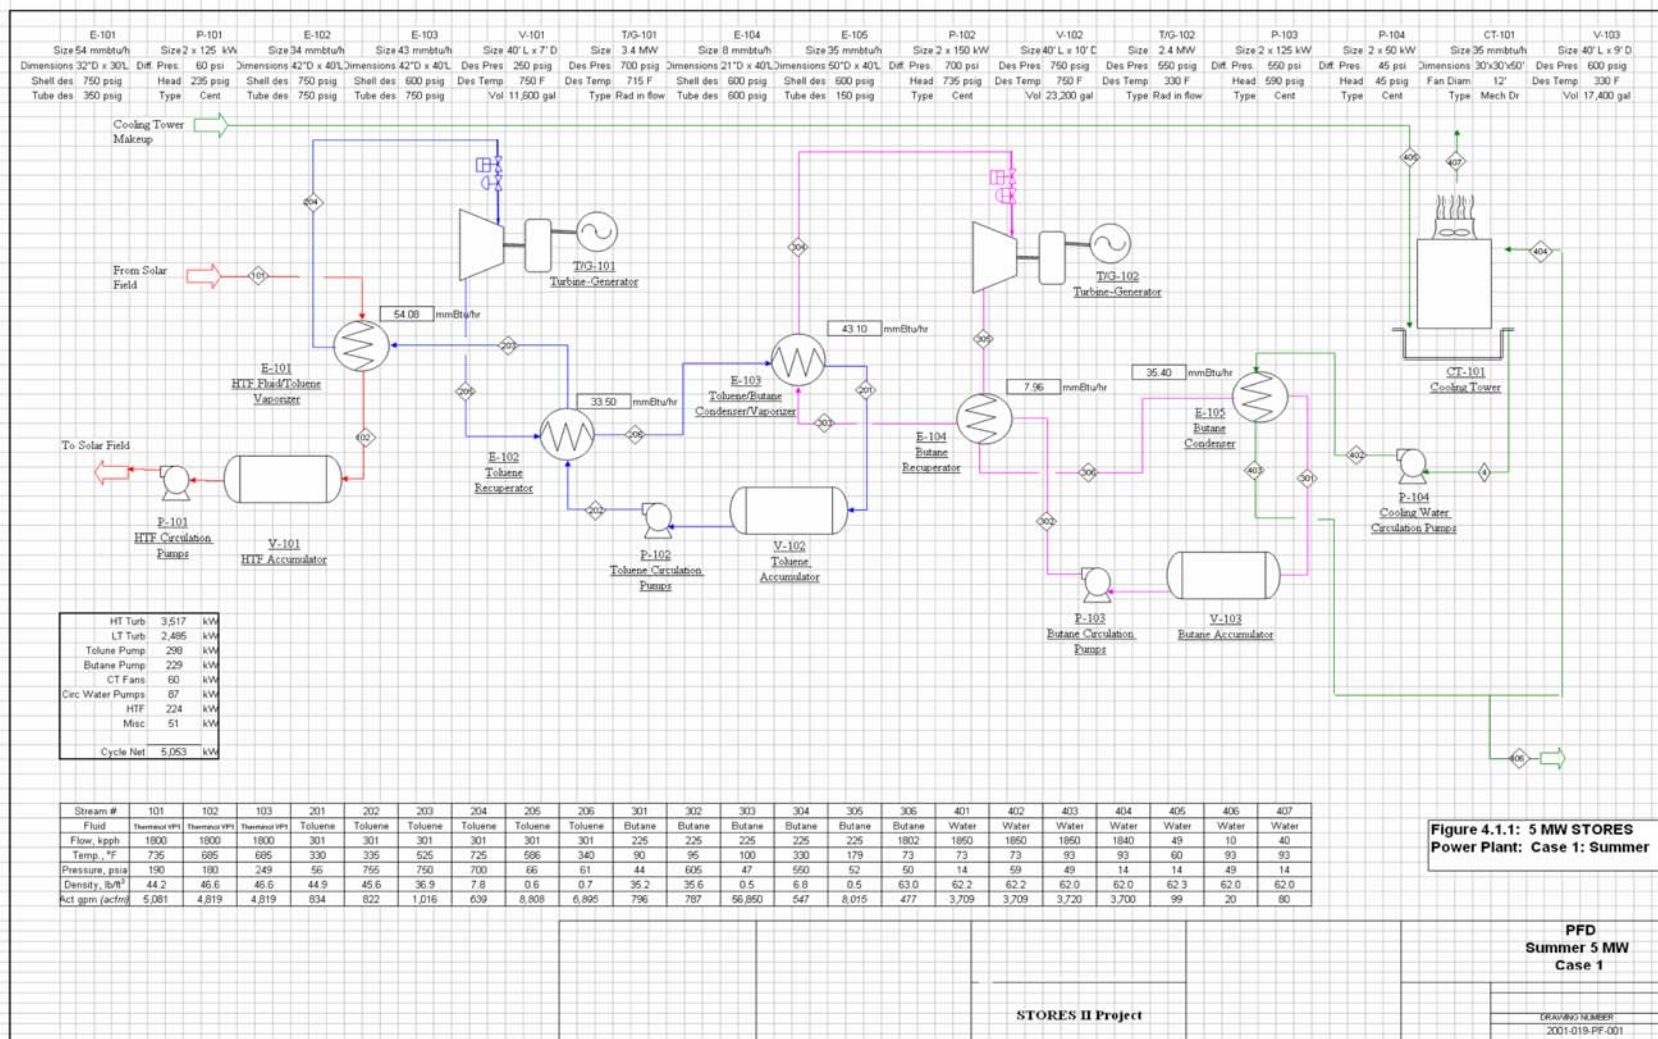 E-101 P-101 E-102 E-103 V-101 T/G-101 E-104 E-105 P-102 V-102 T/G-102 P-103 P-104 CT-101 V-103
Size 54 mmbtu/h Size 2 x 125 kW Size 34 mmbtu/h Size 43 mmbtu/h Size 40' L x 7' D Size 3.4 MW Size 8 mmbtu/h Size 35 mmbtu/h Size 2 x 150 kW Size 40' L x 10' D Size 2.4 MW Size 2 x 125 kW Size 2 x 50 kW Size 35 mmbtu/h Size 40' L x 9' D
Dimensions 32"D x 30'L Diff. Pres. 60 psi Dimensions 42"D x 40'L Dimensions 42"D x 40'L Des Pres 250 psig Des Pres 700 psig Dimensions 21"D x 40'L Dimensions 50"D x 40'L Diff. Pres. 700 psi Des Pres 750 psig Des Pres 550 psig Diff. Pres. 550 psi Diff. Pres. 45 psi Dimensions 30'x30'x50' Des Pres 600 psig
Shell des 750 psig Head 235 psig Shell des 750 psig Shell des 600 psig Des Temp 750 F Des Temp 715 F Shell des 600 psig Shell des 600 psig Head 735 psig Des Temp 750 F Des Temp 330 F Head 590 psig Head 45 psig Fan Diam 12' Des Temp 330 F
Tube des 350 psig Type Cent Tube des 750 psig Tube des 750 psig Vol 11,600 gal Type Rad in flow Tube des 600 psig Tube des 150 psig Type Cent Vol 23,200 gal Type Rad in flow Type Cent Type Cent Type Mech Dr Vol 17,400 gal
Cooling Tower
Makeup
405
407
204
304
404
From Solar
Field
101
T/G-101
Turbine-Generator
T/G-102
Turbine-Generator
54.08 mmBtu/hr
43.10 mmBtu/hr
203
305
E-101
HTF Fluid/Toluene
Vaporizer
E-103
Toluene/Butane
Condenser/Vaporizer
CT-101
Cooling Tower
205
201
33.50 mmBtu/hr
7.96 mmBtu/hr
35.40 mmBtu/hr
E-105
Butane
Condenser
102
206
303
E-104
Butane
Recuperator
To Solar Field
E-102
Toluene
Recuperator
306
403
301
402
4
P-104
Cooling Water
Circulation Pumps
202
302
P-101
HTF Circulation
Pumps
V-101
HTF Accumulator
P-102
Toluene Circulation
Pumps
V-102
Toluene
Accumulator
P-103
Butane Circulation
Pumps
V-103
Butane Accumulator
HT Turb 3,517 kW
LT Turb 2,485 kW
Tolune Pump 298 kW
Butane Pump 229 kW
CT Fans 60 kW
Circ Water Pumps 87 kW
HTF 224 kW
Misc 51 kW
Cycle Net 5,053 kW
406
Stream # 101 102 103 201 202 203 204 205 206 301 302 303 304 305 306 401 402 403 404 405 406 407
Fluid Therminol VP1 Therminol VP1 Therminol VP1 Toluene Toluene Toluene Toluene Toluene Toluene Butane Butane Butane Butane Butane Butane Water Water Water Water Water Water Water
Flow, kpph 1800 1800 1800 301 301 301 301 301 301 225 225 225 225 225 1802 1850 1850 1850 1840 49 10 40
Temp., °F 735 685 685 330 335 525 725 586 340 90 95 100 330 179 73 73 73 93 93 60 93 93
Pressure, psia 190 180 249 56 755 750 700 66 61 44 605 47 550 52 50 14 59 49 14 14 49 14
Density, lb/ft³ 44.2 46.6 46.6 44.9 45.6 36.9 7.8 0.6 0.7 35.2 35.6 0.5 6.8 0.5 63.0 62.2 62.2 62.0 62.0 62.3 62.0 62.0
Act gpm (acfm) 5,081 4,819 4,819 834 822 1,016 639 8,808 6,895 796 787 56,850 547 8,015 477 3,709 3,709 3,720 3,700 99 20 80
Figure 4.1.1: 5 MW STORES
Power Plant: Case 1: Summer
PFD
Summer 5 MW
Case 1
STORES II Project
DRAWING NUMBER
2001-019-PF-001